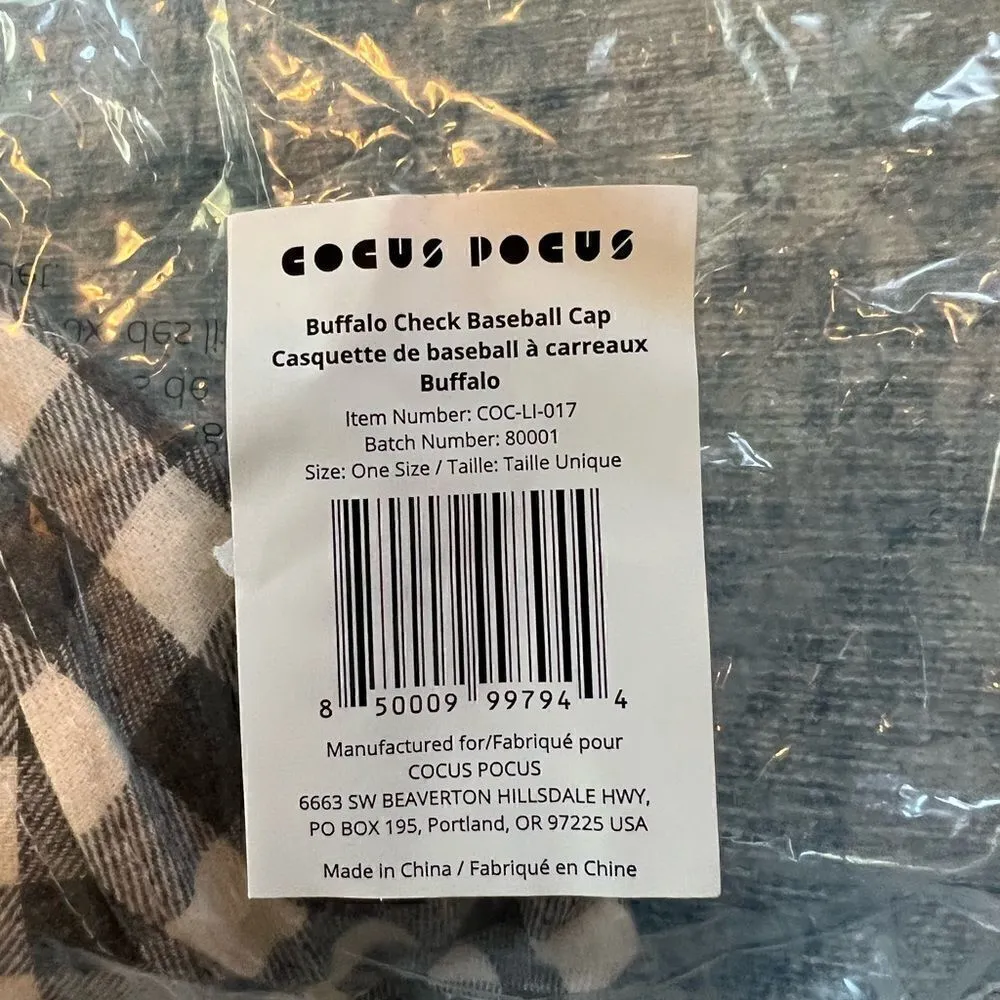 COCUS POCUS
Buffalo Check Baseball Cap
Casquette de baseball à carreaux
Buffalo
Item Number: COC-LI-017
Batch Number: 80001
Size: One Size / Taille: Taille Unique
8 50009 99794 4
Manufactured for/Fabriqué pour
COCUS POCUS
6663 SW BEAVERTON HILLSDALE HWY,
PO BOX 195, Portland, OR 97225 USA
Made in China / Fabriqué en Chine